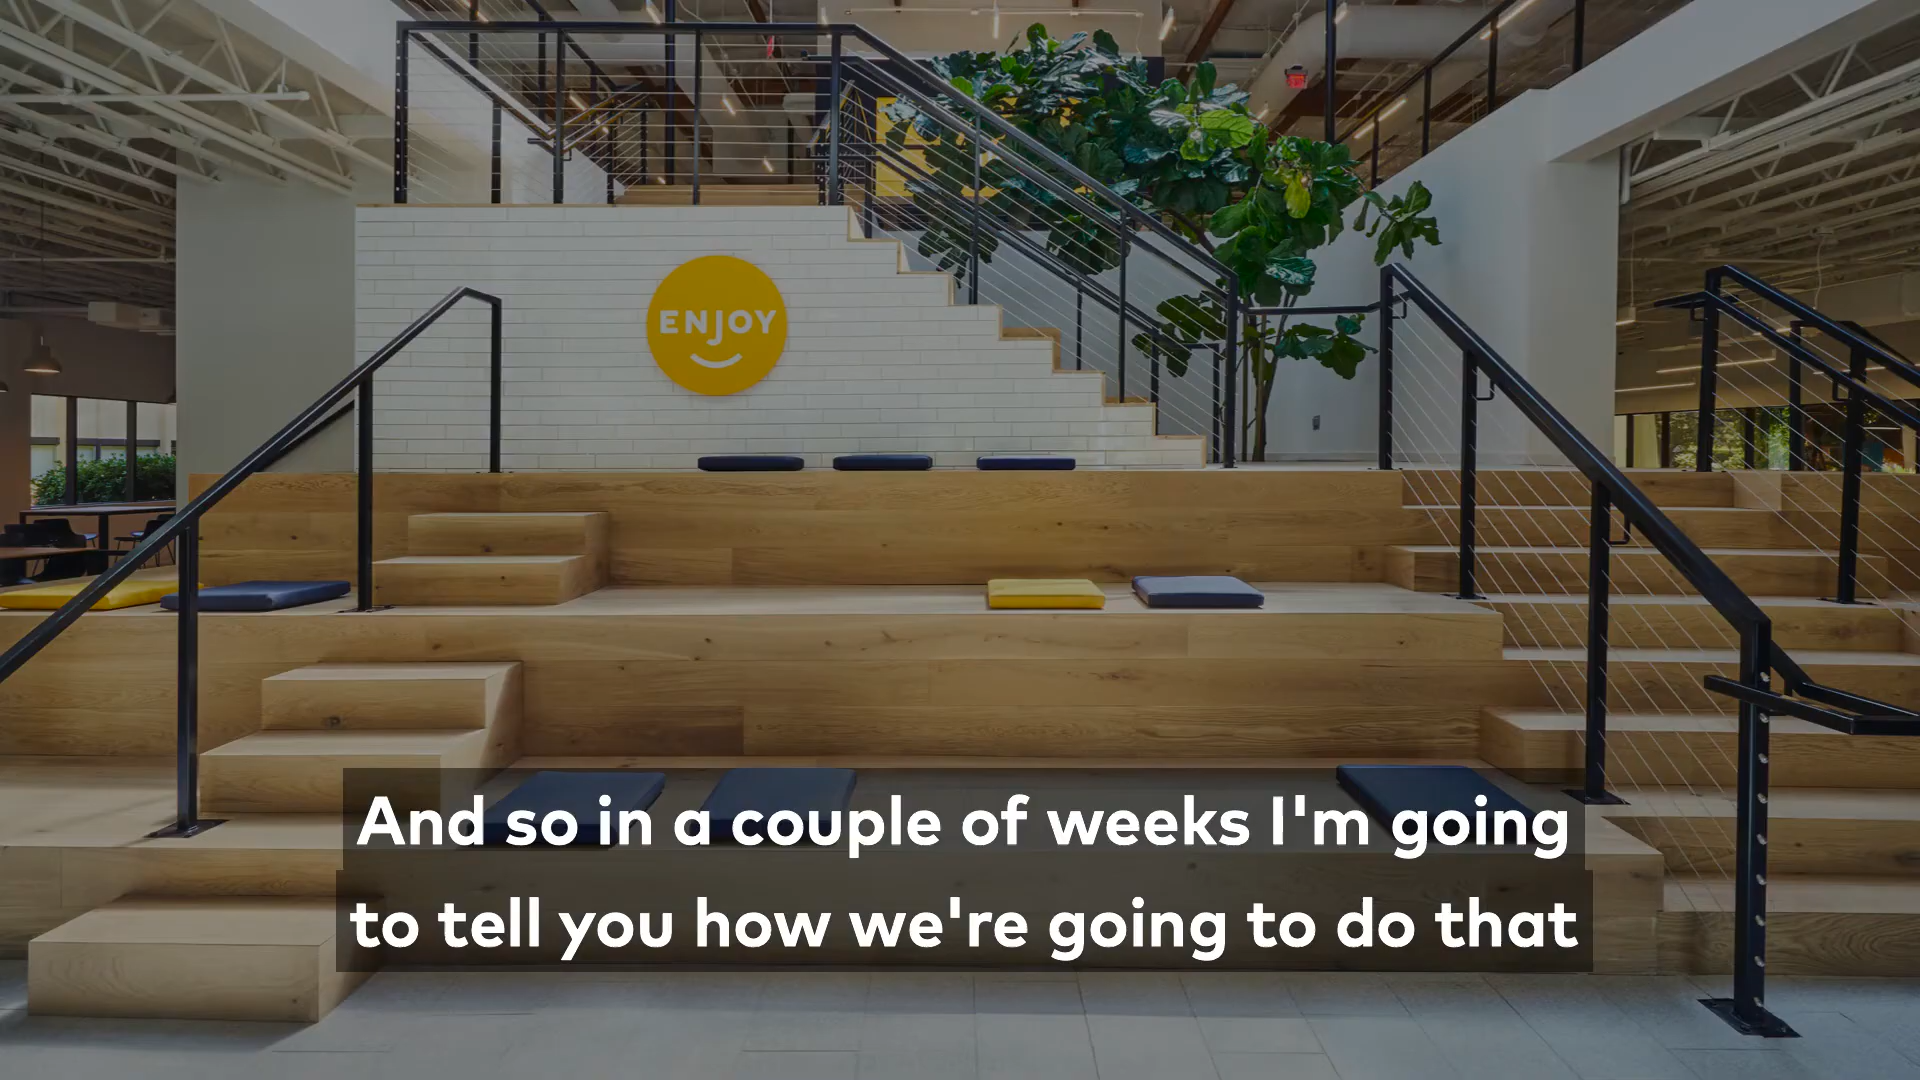 ENJOY
And so in a couple of weeks I'm going
to tell you how we're going to do that